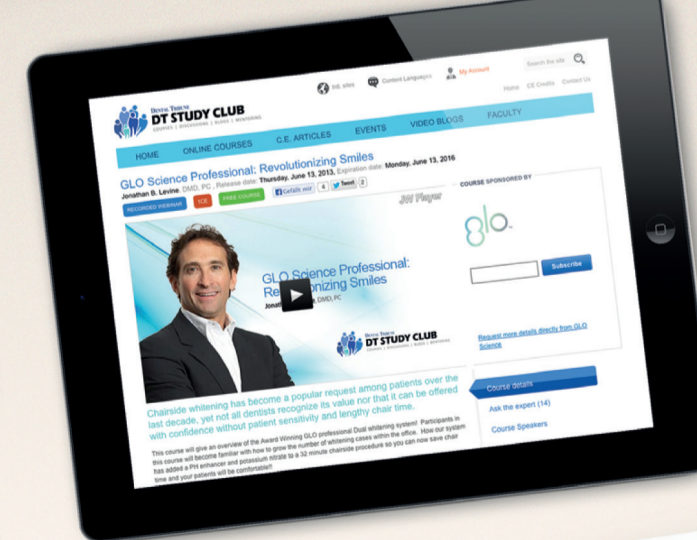 Int. sites
Content Languages
My Account
Search the site
DENTAL TRIBUNE
DT STUDY CLUB
COURSES | DISCUSSIONS | BLOGS | MENTORING
Home CE Credits Contact Us
HOME ONLINE COURSES C.E. ARTICLES EVENTS VIDEO BLOGS FACULTY
GLO Science Professional: Revolutionizing Smiles
Jonathan B. Levine, DMD, PC , Release date: Thursday, June 13, 2013, Expiration date: Monday, June 13, 2016
RECORDED WEBINAR
1CE
FREE COURSE
Gefällt mir 4
Tweet 2
JW Player
GLO Science Professional:
DMD, PC
DENTAL TRIBUNE
DT STUDY CLUB
COURSES | DISCUSSIONS | BLOGS | MENTORING
COURSE SPONSORED BY
glo
Subscribe
Request more details directly from GLO
Science
Chairside whitening has become a popular request among patients over the
last decade, yet not all dentists recognize its value nor that it can be offered
with confidence without patient sensitivity and lengthy chair time.
This course will give an overview of the Award Winning GLO professional Dual whitening system! Participants in
this course will become familiar with how to grow the number of whitening cases within the office. How our system
has added a PH enhancer and potassium nitrate to a 32 minute chairside procedure so you can now save chair
time and your patients will be comfortable!!
Course details
Ask the expert (14)
Course Speakers